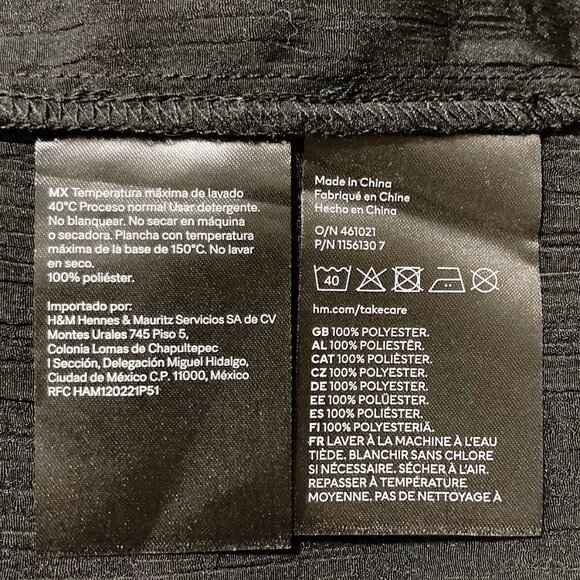 MX Temperatura máxima de lavado
40°C Proceso normal Usar detergente.
No blanquear. No secar en máquina
o secadora. Plancha con temperatura
máxima de la base de 150°C. No lavar
en seco.
100% poliéster.
Importado por:
H&M Hennes & Mauritz Servicios SA de CV
Montes Urales 745 Piso 5,
Colonia Lomas de Chapultepec
I Sección, Delegación Miguel Hidalgo,
Ciudad de México C.P. 11000, México
RFC HAM120221P51
Made in China
Fabriqué en Chine
Hecho en China
O/N 461021
P/N 1156130 7
40
hm.com/takecare
GB 100% POLYESTER.
AL 100% POLIESTËR.
CAT 100% POLIÈSTER.
CZ 100% POLYESTER.
DE 100% POLYESTER.
EE 100% POLÜESTER.
ES 100% POLIÉSTER.
FI 100% POLYESTERIÄ.
FR LAVER À LA MACHINE À L'EAU
TIÈDE. BLANCHIR SANS CHLORE
SI NÉCESSAIRE. SÉCHER À L'AIR.
REPASSER À TEMPÉRATURE
MOYENNE. PAS DE NETTOYAGE À